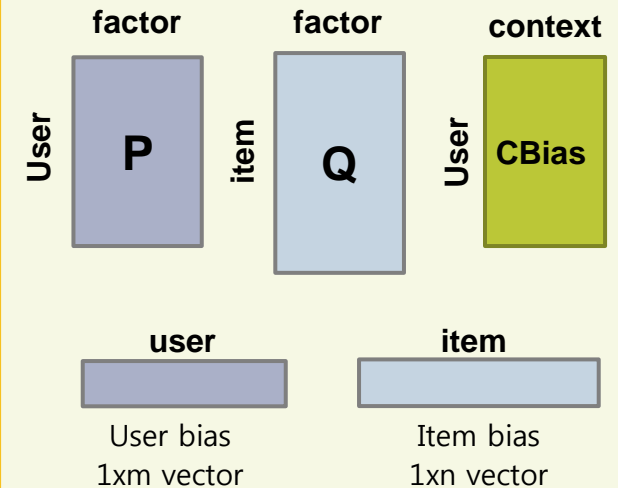 factor factor context
User P item Q User CBias
user item
User bias Item bias
1xm vector 1xn vector